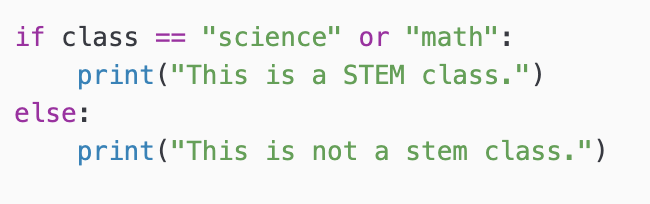 if class == "science" or "math":
    print("This is a STEM class.")
else:
    print("This is not a stem class.")